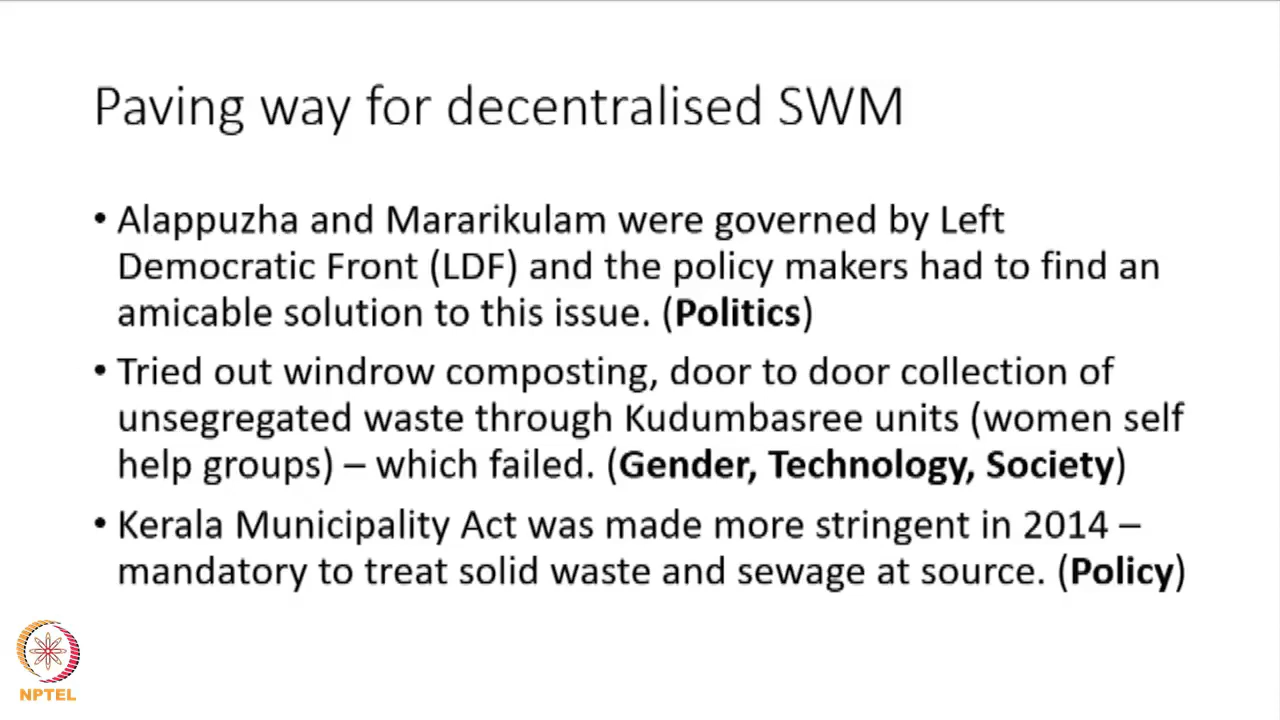 Paving way for decentralised SWM
• Alappuzha and Mararikulam were governed by Left
Democratic Front (LDF) and the policy makers had to find an
amicable solution to this issue. (Politics)
• Tried out windrow composting, door to door collection of
unsegregated waste through Kudumbasree units (women self
help groups) – which failed. (Gender, Technology, Society)
• Kerala Municipality Act was made more stringent in 2014 –
mandatory to treat solid waste and sewage at source. (Policy)
NPTEL